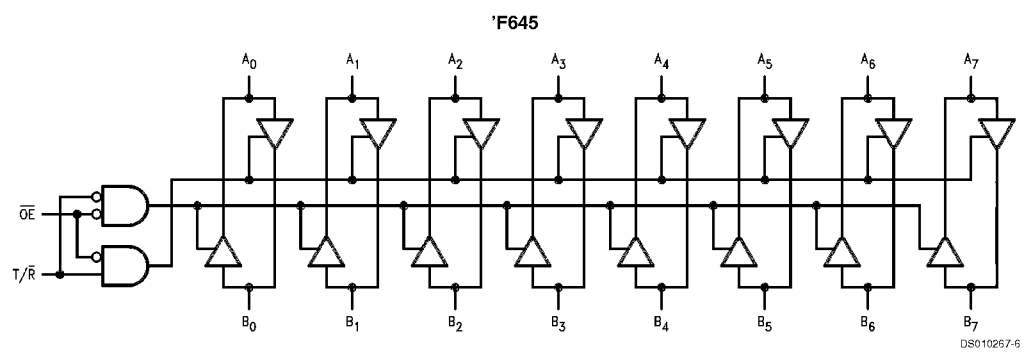 'F645
A₀ A₁ A₂ A₃ A₄ A₅ A₆ A₇
O̅E̅
T/R̅
B₀ B₁ B₂ B₃ B₄ B₅ B₆ B₇
DS010267-6